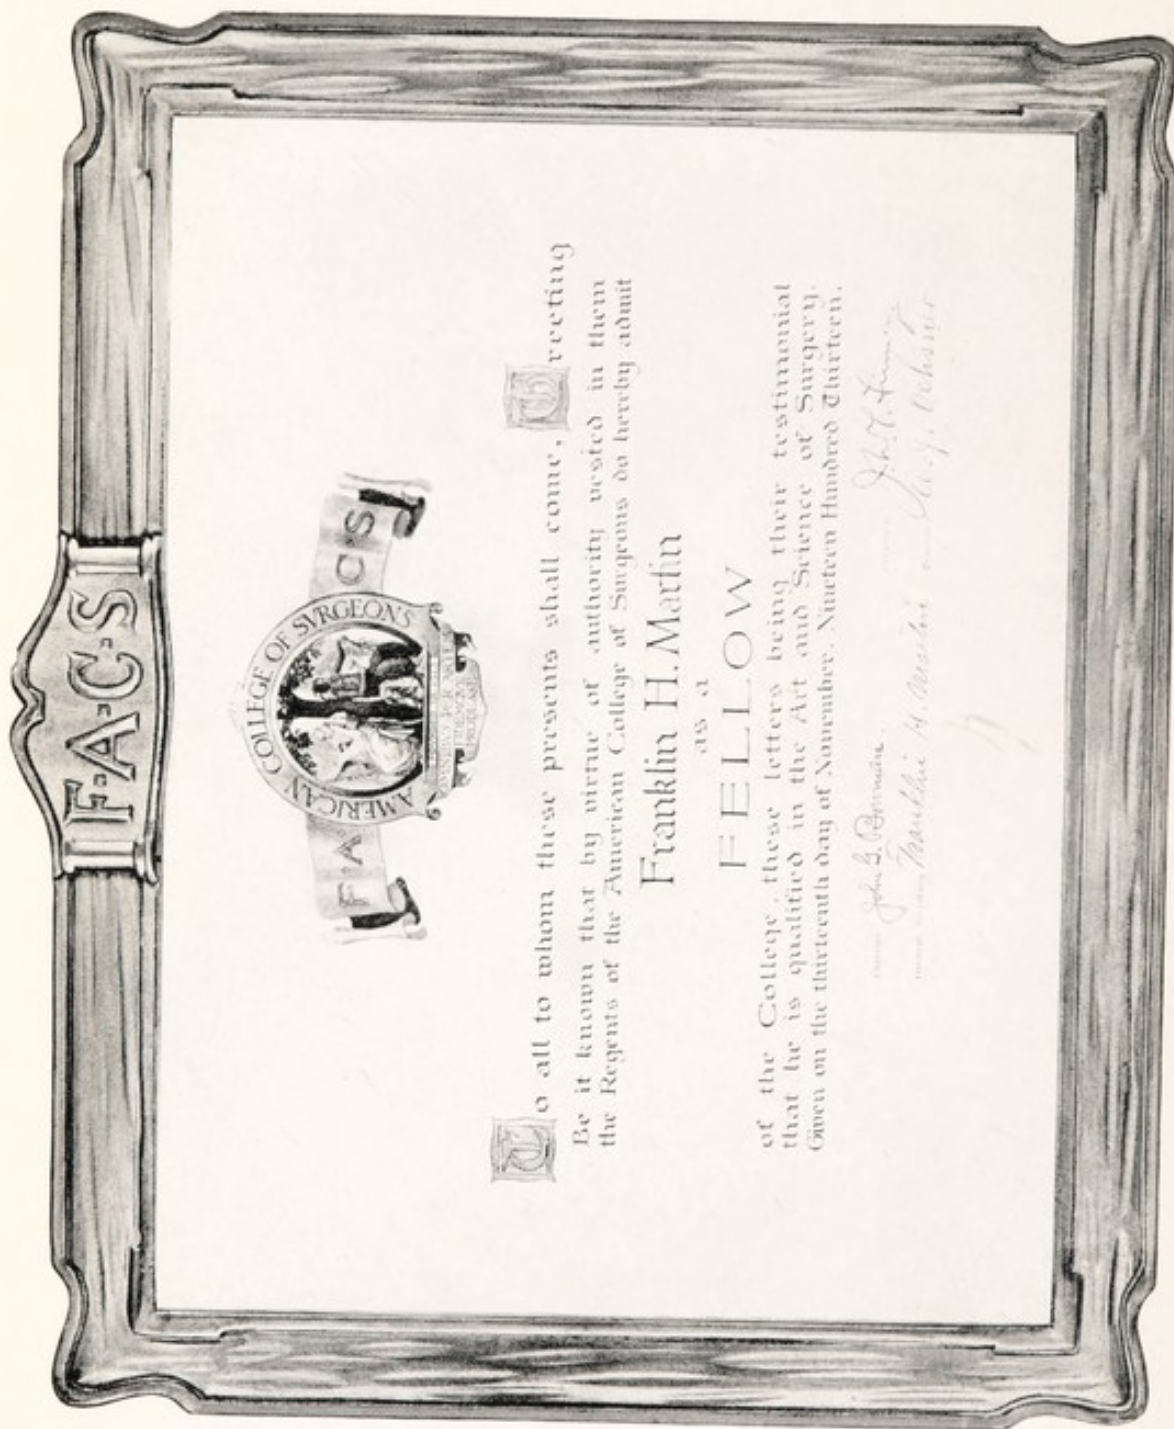 F·A·C·S
F·A·C·S
AMERICAN COLLEGE OF SVRGEONS
To all to whom these presents shall come, Greeting
Be it known that by virtue of authority vested in them
the Regents of the American College of Surgeons do hereby admit
Franklin H. Martin
as a
FELLOW
of the College, these letters being their testimonial
that he is qualified in the Art and Science of Surgery.
Given on the thirteenth day of November, Nineteen Hundred Thirteen.
John G. Bowman.
Franklin H. Martin